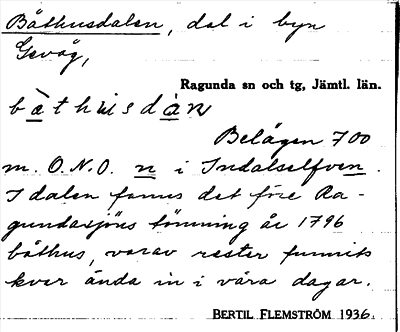 Båthusdalen, dal i byn
Gevåg,
Ragunda sn och tg, Jämtl. län.
bàthusdàn
Belägen 700
m. O.N.O. n i Indalselfven.
I dalen fanns det före Ra-
gundasjöns tömning år 1796
båthus, varav rester funnits
kvar ända in i våra dagar.
BERTIL FLEMSTRÖM 1936.